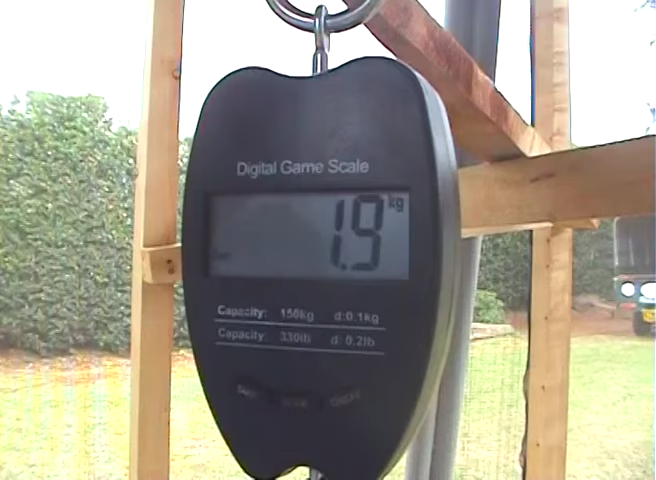 Digital Game Scale
1.9 kg
Capacity: 150kg d:0.1kg
Capacity: 330lb d: 0.2lb